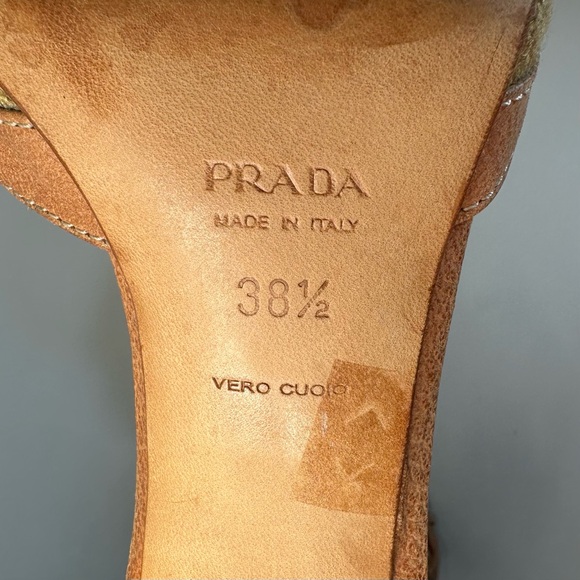 PRADA
MADE IN ITALY
38½
VERO CUOIO